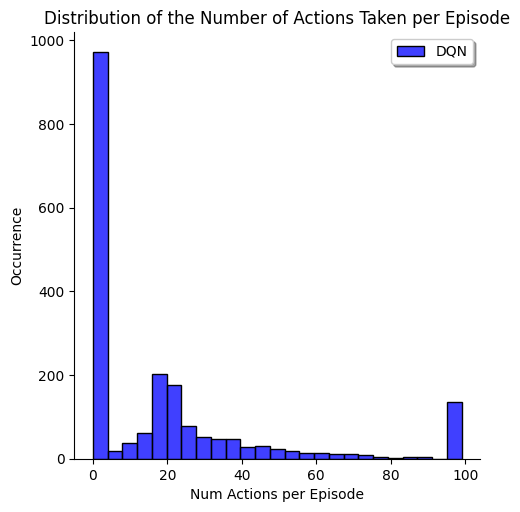 Distribution of the Number of Actions Taken per Episode
DQN
1000
800
600
400
200
0
Occurrence
0 20 40 60 80 100
Num Actions per Episode